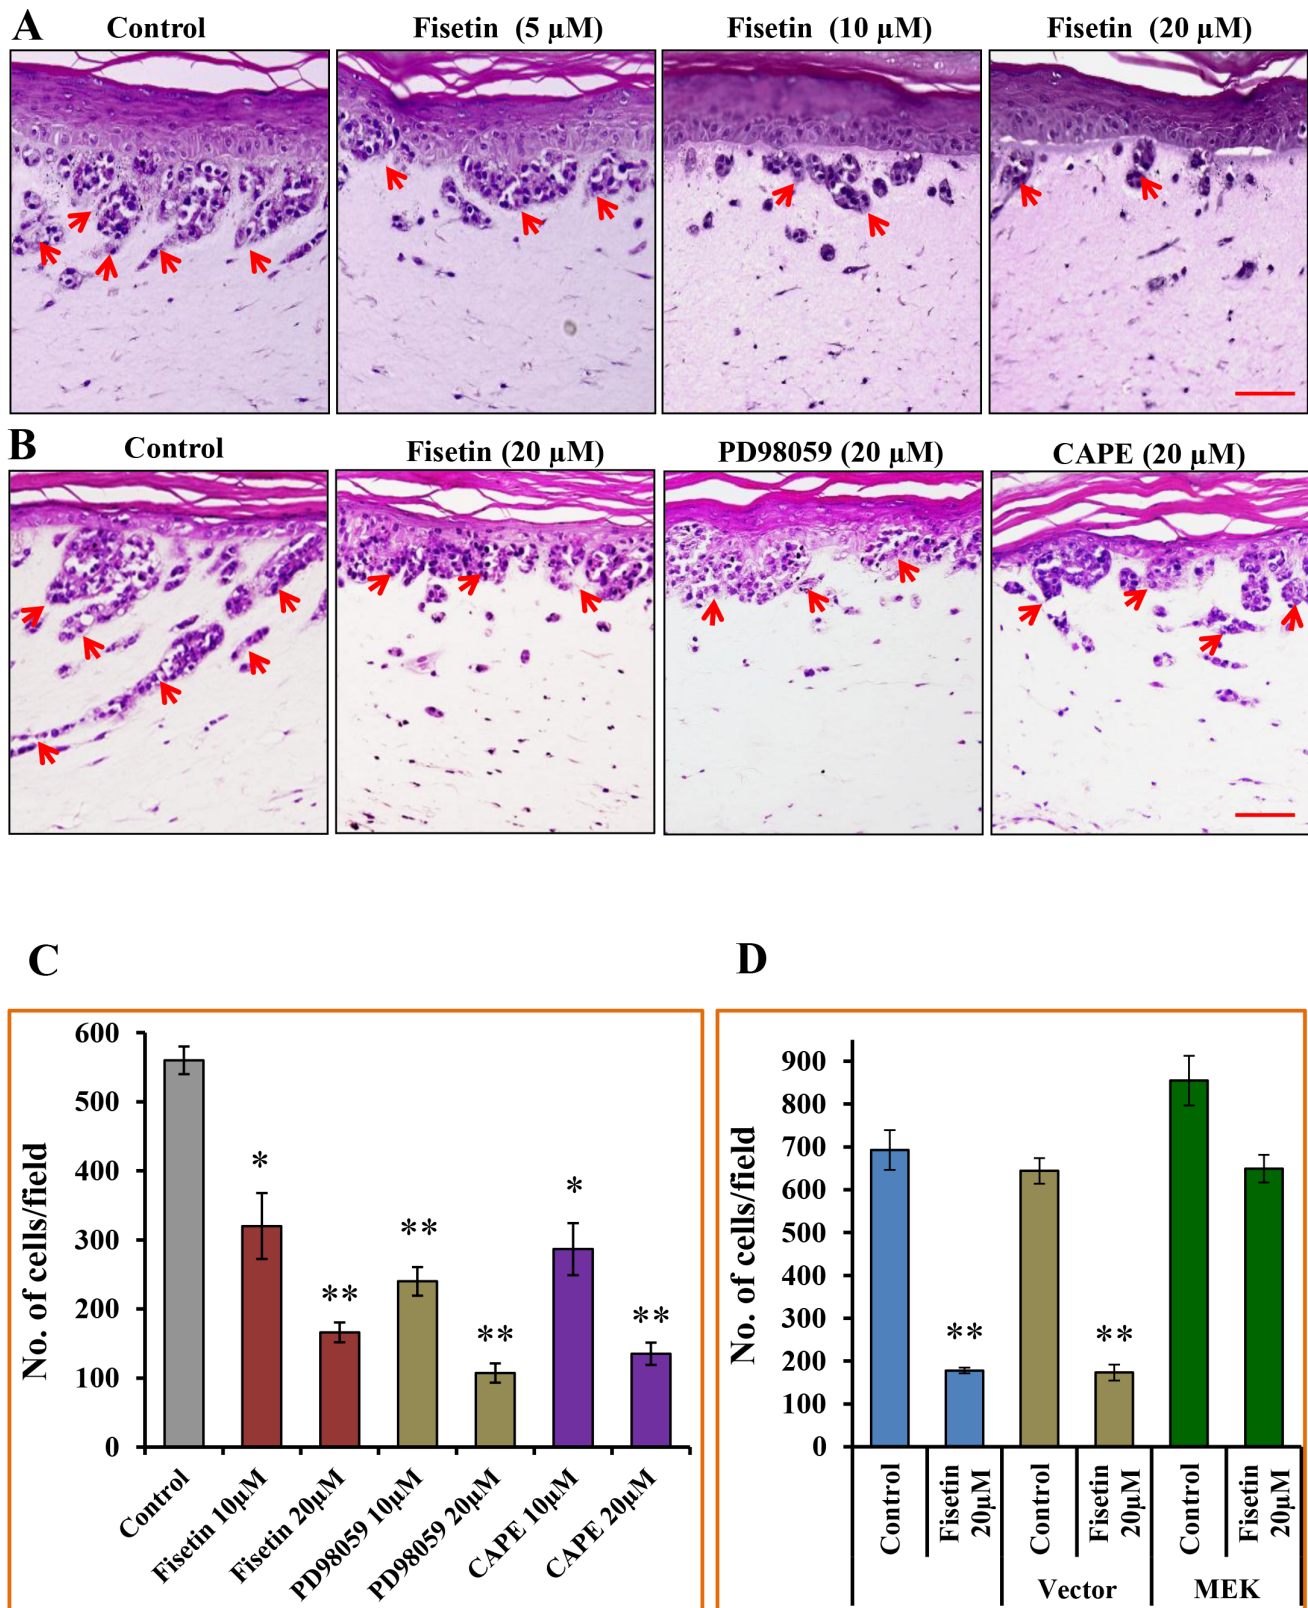 A
Control
Fisetin (5 µM)
Fisetin (10 µM)
Fisetin (20 µM)
B
Control
Fisetin (20 µM)
PD98059 (20 µM)
CAPE (20 µM)
C
No. of cells/field
600
500
400
300
200
100
0
*
**
**
**
*
**
Control
Fisetin 10µM
Fisetin 20µM
PD98059 10µM
PD98059 20µM
CAPE 10µM
CAPE 20µM
D
No. of cells/field
900
800
700
600
500
400
300
200
100
0
**
**
Control
Fisetin
20µM
Control
Fisetin
20µM
Control
Fisetin
20µM
Vector
MEK